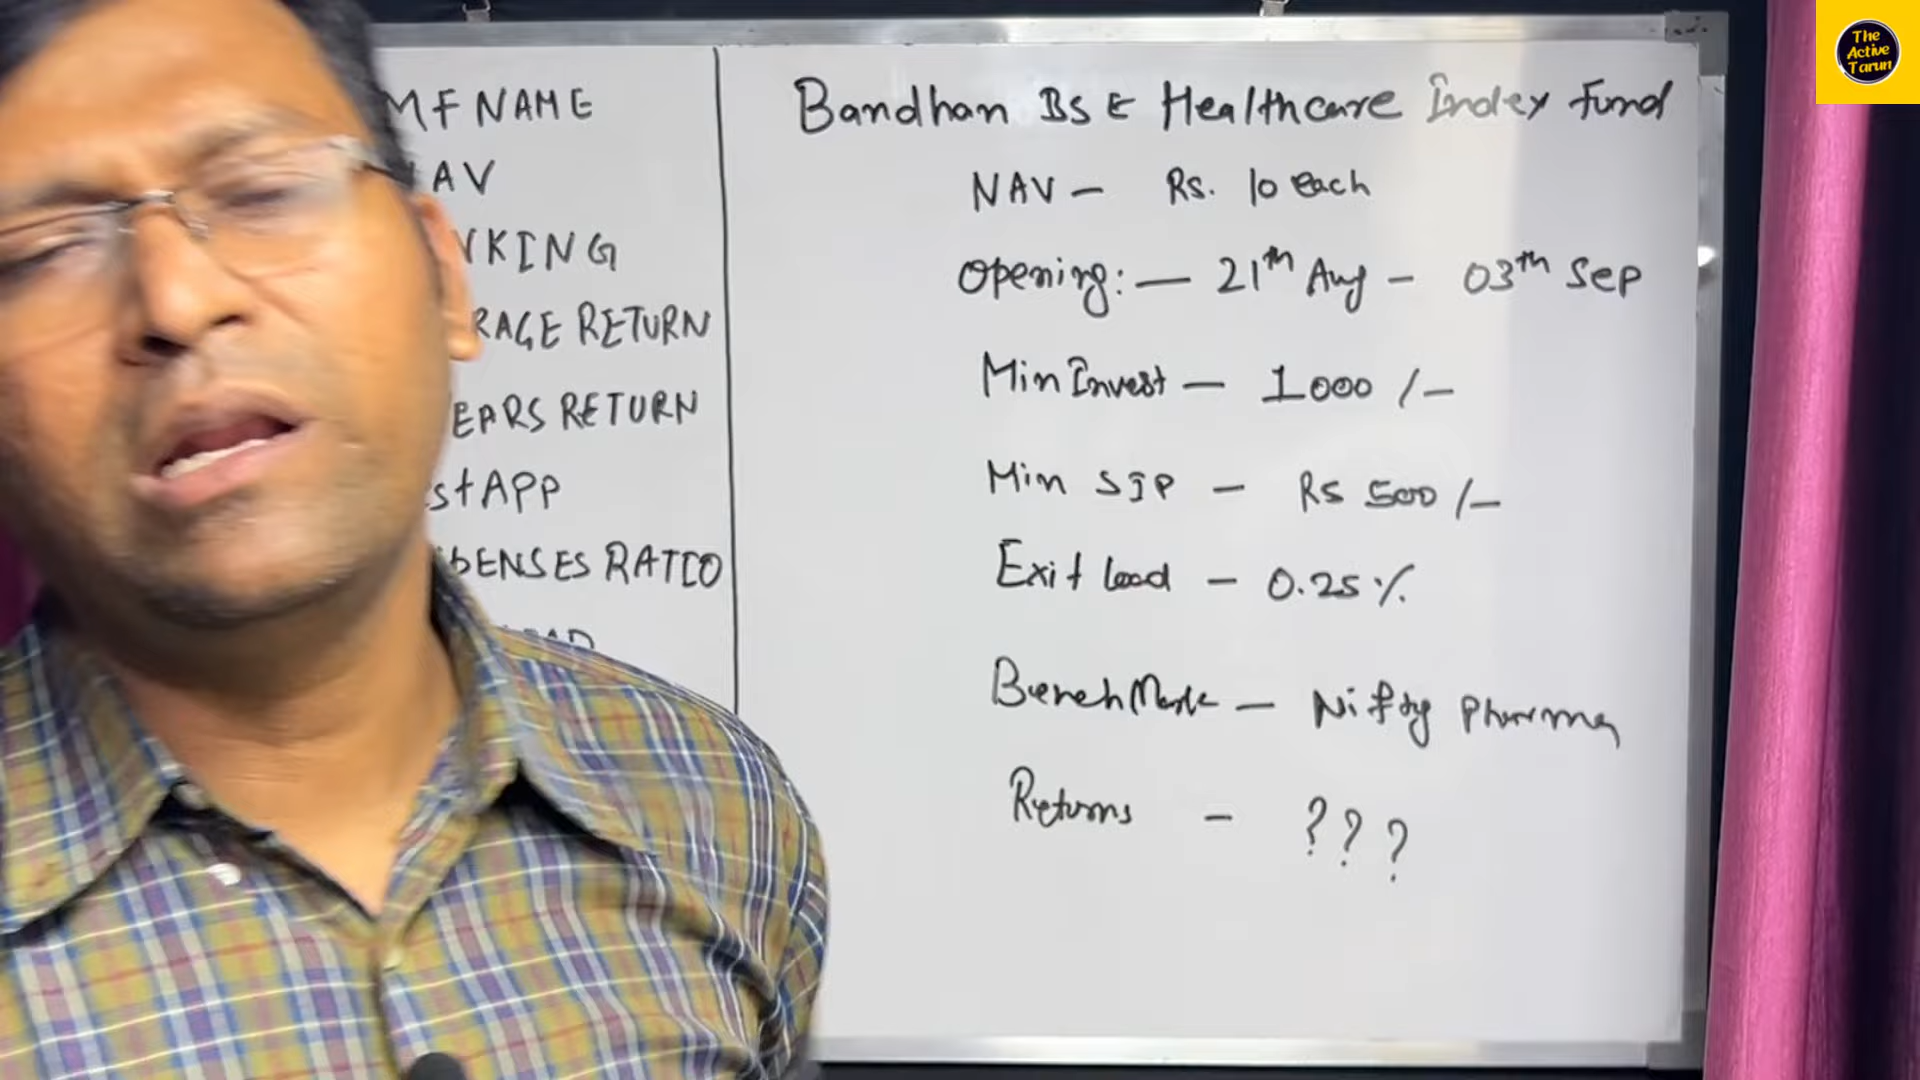 MF NAME
AV
KING
RAGE RETURN
EARS RETURN
st APP
ENSES RATIO
Bandhan BSE Healthcare Index fund
NAV - Rs. 10 each
Opening: - 21th Aug - 03th Sep
Min Invest - 1000 /-
Min SIP - Rs 500 /-
Exit load - 0.25 %
BenchMark - Nifty Pharma
Returns - ???
The
Active
Tarun